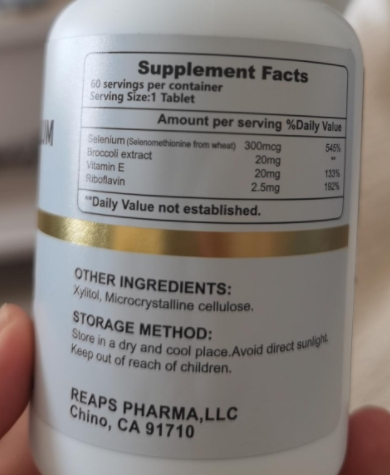 Supplement Facts
60 servings per container
Serving Size:1 Tablet
Amount per serving %Daily Value
Selenium (Selenomethionine from wheat) 300mcg 545%
Broccoli extract 20mg **
Vitamin E 20mg 133%
Riboflavin 2.5mg 192%
**Daily Value not established.
OTHER INGREDIENTS:
Xylitol, Microcrystalline cellulose.
STORAGE METHOD:
Store in a dry and cool place.Avoid direct sunlight.
Keep out of reach of children.
REAPS PHARMA,LLC
Chino, CA 91710